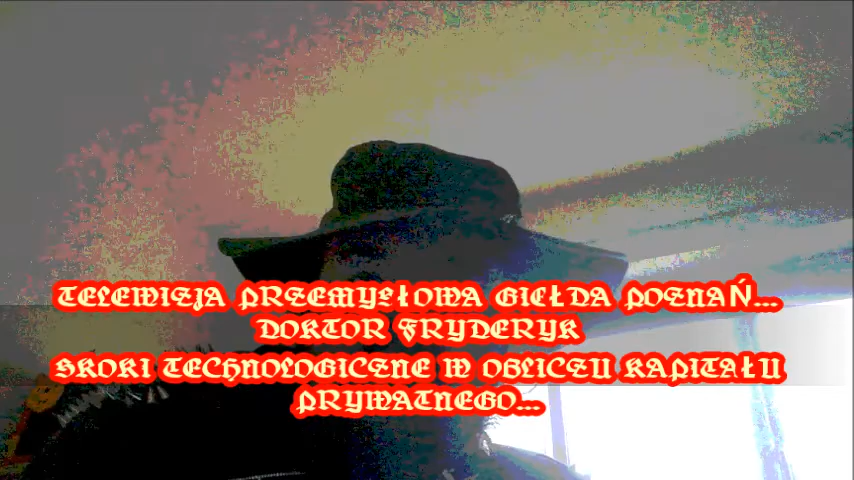 TELEWIZJA PRZEMYSŁOWA GIEŁDA POZNAŃ...
DOKTOR FRYDERYK
SKOKI TECHNOLOGICZNE W OBLICZU KAPITAŁU
PRYWATNEGO...